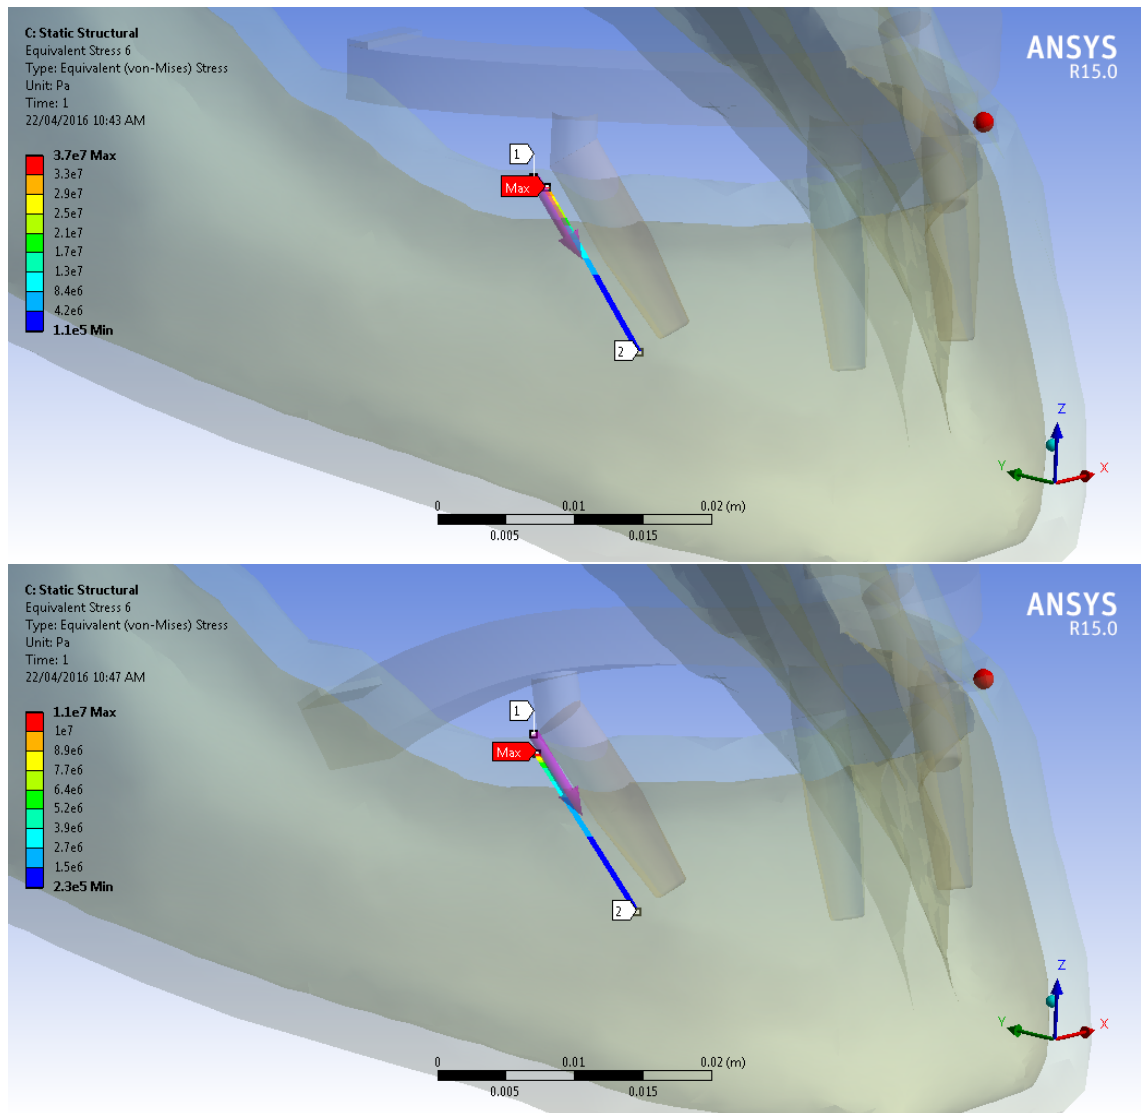 C: Static Structural
Equivalent Stress 6
Type: Equivalent (von-Mises) Stress
Unit: Pa
Time: 1
22/04/2016 10:43 AM
ANSYS
R15.0
3.7e7 Max
3.3e7
2.9e7
2.5e7
2.1e7
1.7e7
1.3e7
8.4e6
4.2e6
1.1e5 Min
1
Max
2
Z
Y
X
0
0.01
0.02 (m)
0.005
0.015
C: Static Structural
Equivalent Stress 6
Type: Equivalent (von-Mises) Stress
Unit: Pa
Time: 1
22/04/2016 10:47 AM
ANSYS
R15.0
1.1e7 Max
1e7
8.9e6
7.7e6
6.4e6
5.2e6
3.9e6
2.7e6
1.5e6
2.3e5 Min
1
Max
2
Z
Y
X
0
0.01
0.02 (m)
0.005
0.015